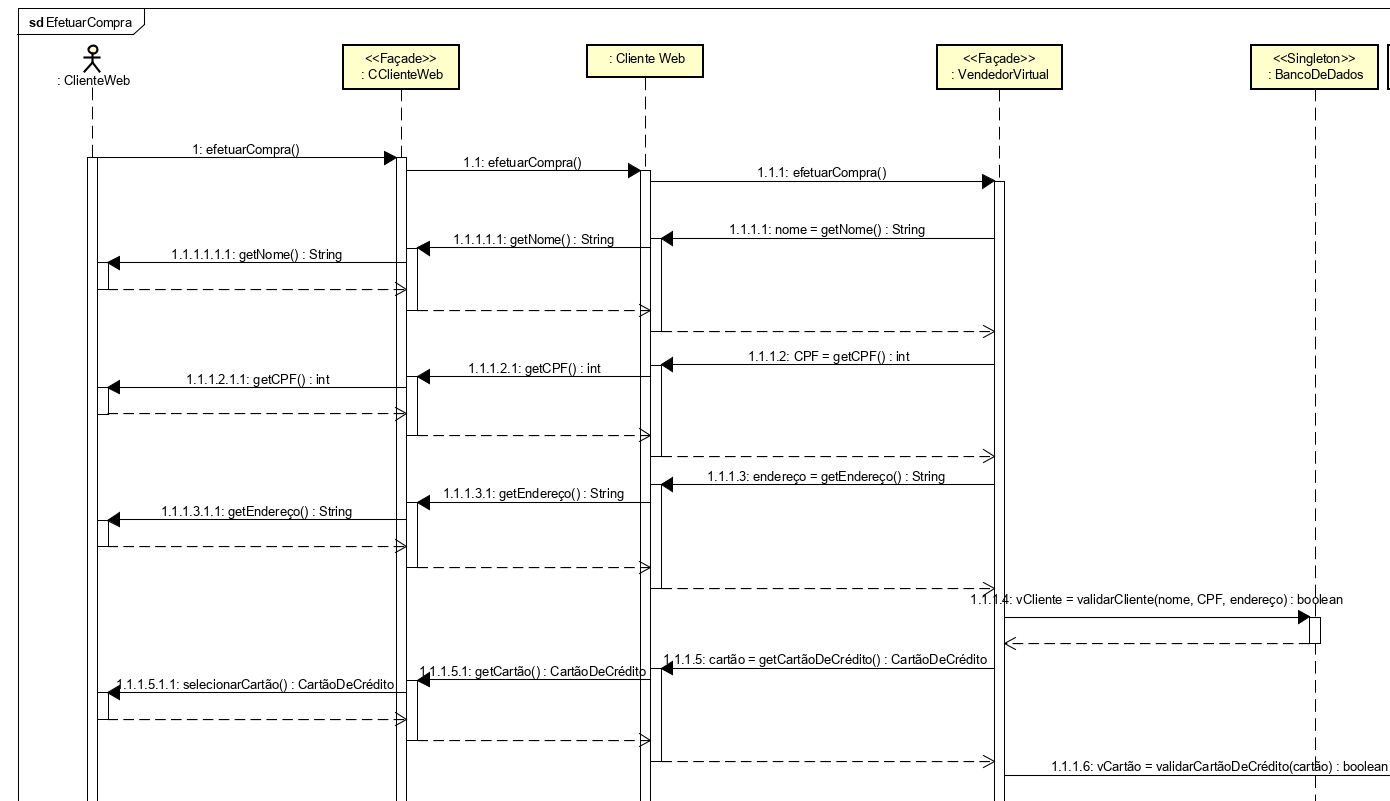 sd EfetuarCompra
: ClienteWeb
<<Façade>>
: CClienteWeb
: Cliente Web
<<Façade>>
: VendedorVirtual
<<Singleton>>
: BancoDeDados
1: efetuarCompra()
1.1: efetuarCompra()
1.1.1: efetuarCompra()
1.1.1.1: nome = getNome() : String
1.1.1.1.1: getNome() : String
1.1.1.1.1.1: getNome() : String
1.1.1.2: CPF = getCPF() : int
1.1.1.2.1: getCPF() : int
1.1.1.2.1.1: getCPF() : int
1.1.1.3: endereço = getEndereço() : String
1.1.1.3.1: getEndereço() : String
1.1.1.3.1.1: getEndereço() : String
1.1.1.4: vCliente = validarCliente(nome, CPF, endereço) : boolean
1.1.1.5: cartão = getCartãoDeCrédito() : CartãoDeCrédito
1.1.1.5.1: getCartão() : CartãoDeCrédito
1.1.1.5.1.1: selecionarCartão() : CartãoDeCrédito
1.1.1.6: vCartão = validarCartãoDeCrédito(cartão) : boolean